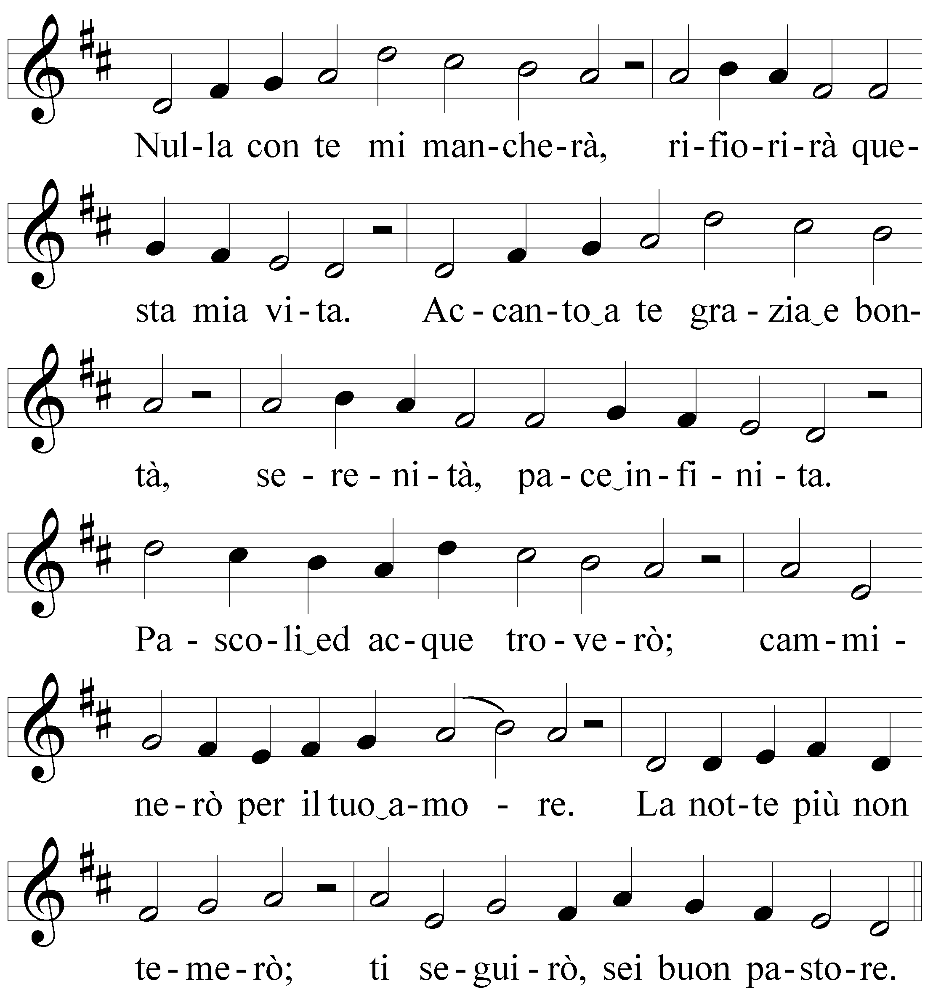 Nul-la con te mi man-che-rà, ri-fio-ri-rà que-
sta mia vi-ta. Ac-can-to‿a te gra-zia‿e bon-
tà, se-re-ni-tà, pa-ce‿in-fi-ni-ta.
Pa-sco-li‿ed ac-que tro-ve-rò; cam-mi-
ne-rò per il tuo‿a-mo-re. La not-te più non
te-me-rò; ti se-gui-rò, sei buon pa-sto-re.